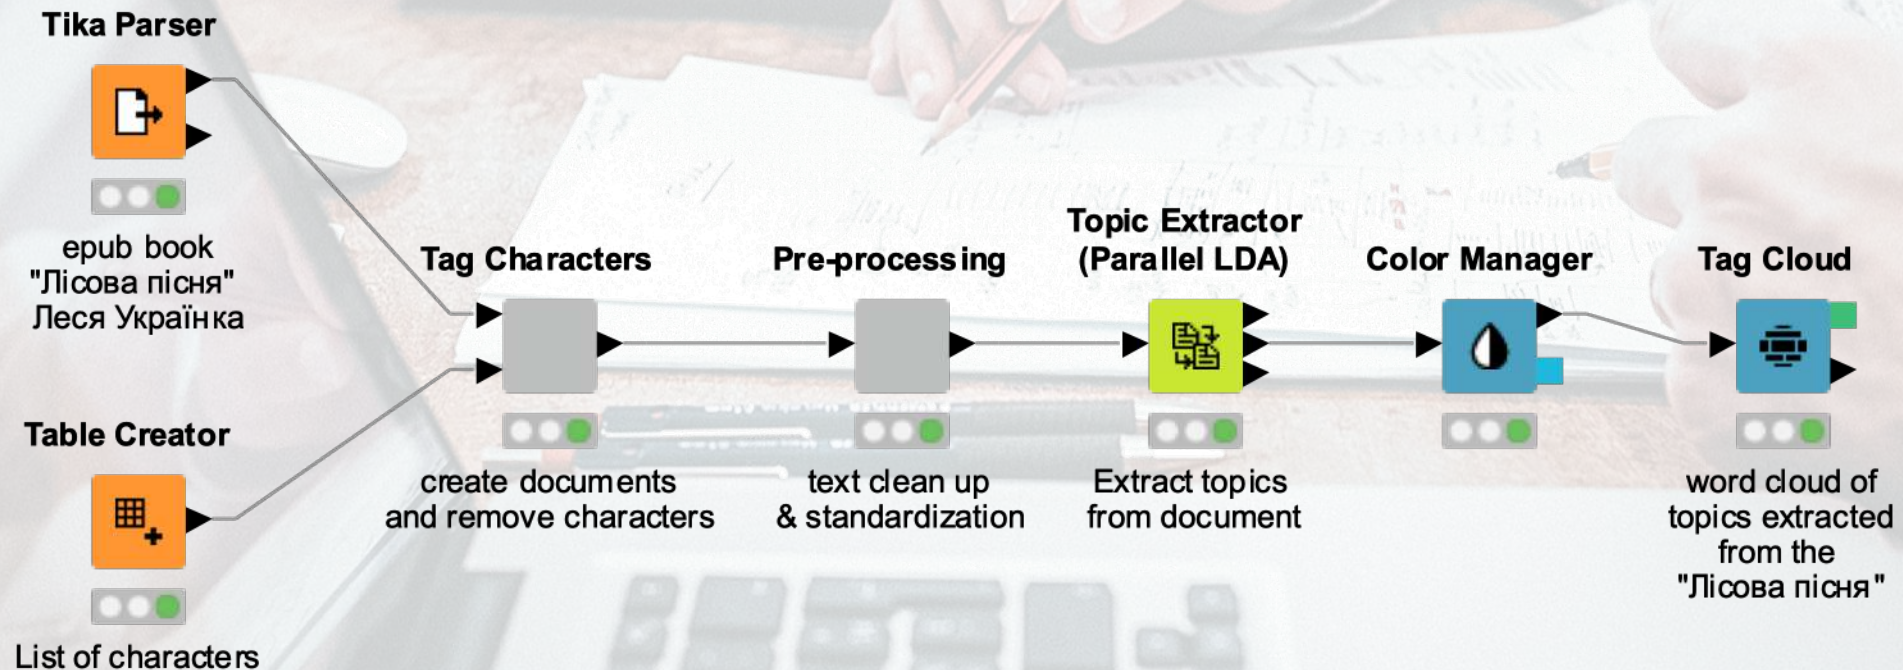 Tika Parser
epub book
"Лісова пісня"
Леся Українка
Table Creator
List of characters
Tag Characters
create documents
and remove characters
Pre-processing
text clean up
& standardization
Topic Extractor
(Parallel LDA)
Extract topics
from document
Color Manager
Tag Cloud
word cloud of
topics extracted
from the
"Лісова пісня"